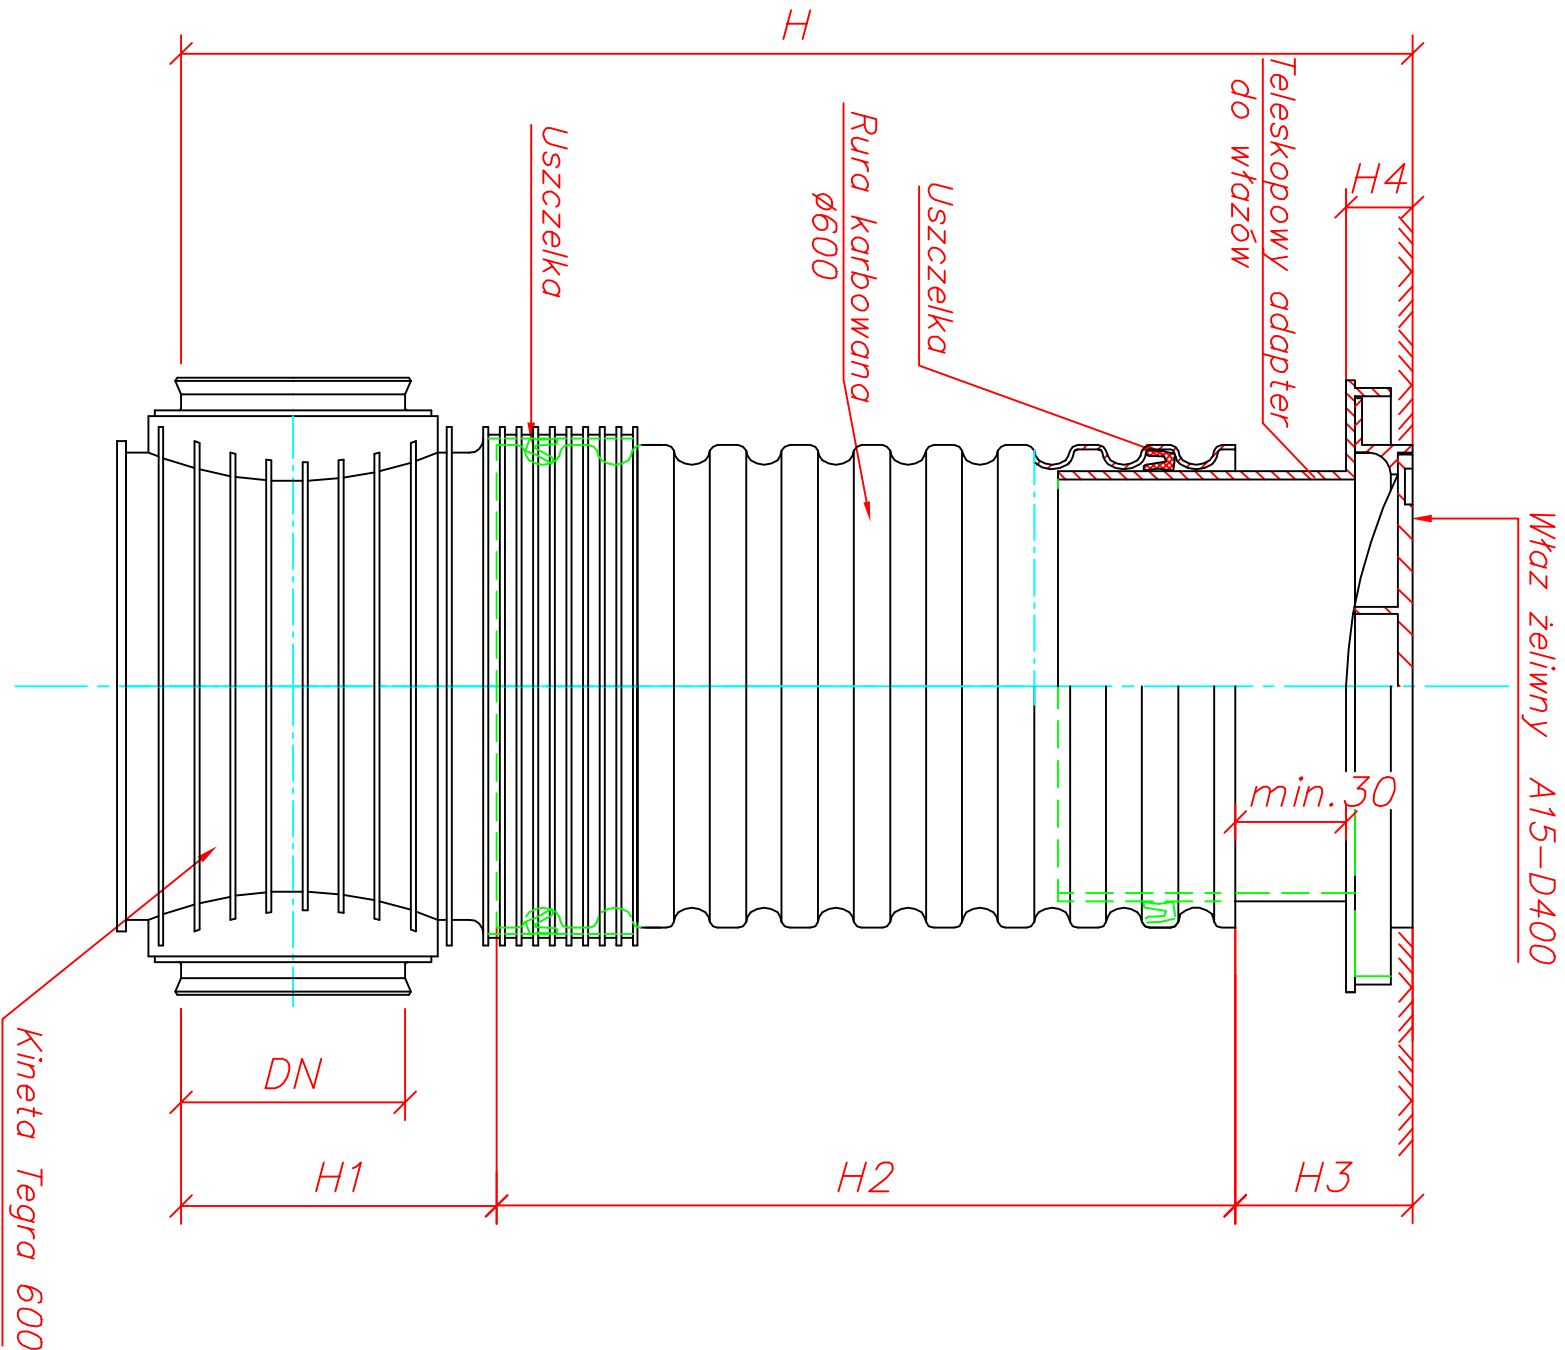 H
Teleskopowy adapter
do włazów
H4
Uszczelka
Rura karbowana
ø600
Uszczelka
Właz żeliwny A15-D400
min.30
DN
H1
H2
H3
Kineta Tegra 600